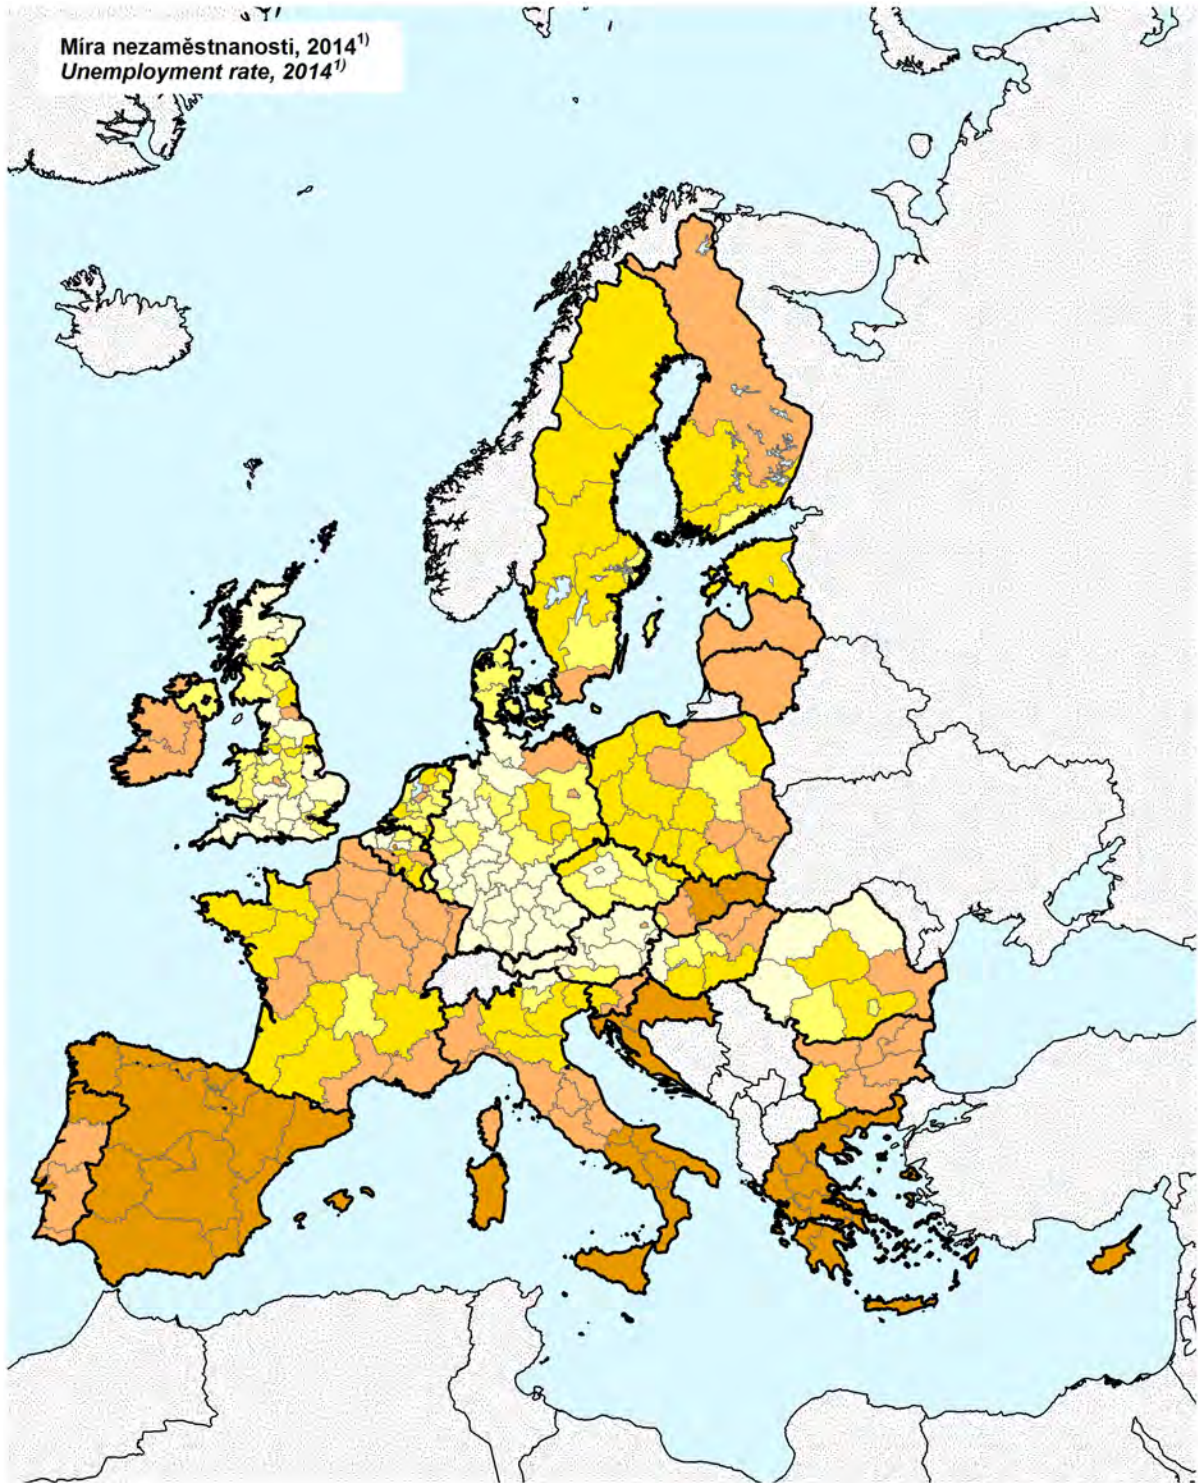 Míra nezaměstnanosti, 2014¹⁾
Unemployment rate, 2014¹⁾